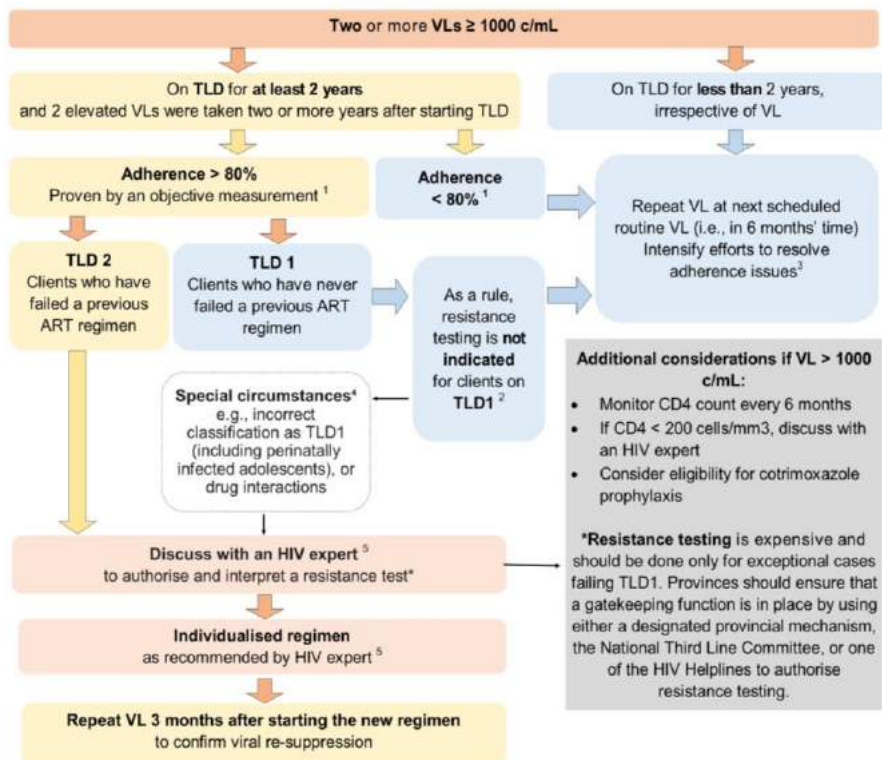 Two or more VLs ≥ 1000 c/mL
On TLD for at least 2 years
and 2 elevated VLs were taken two or more years after starting TLD
On TLD for less than 2 years,
irrespective of VL
Adherence > 80%
Proven by an objective measurement 1
Adherence
< 80% 1
Repeat VL at next scheduled
routine VL (i.e., in 6 months' time)
Intensify efforts to resolve
adherence issues3
TLD 2
Clients who have
failed a previous
ART regimen
TLD 1
Clients who have never
failed a previous ART
regimen
As a rule,
resistance
testing is not
indicated
for clients on
TLD1 2
Special circumstances4
e.g., incorrect
classification as TLD1
(including perinatally
infected adolescents), or
drug interactions
Additional considerations if VL > 1000
c/mL:
• Monitor CD4 count every 6 months
• If CD4 < 200 cells/mm3, discuss with
an HIV expert
• Consider eligibility for cotrimoxazole
prophylaxis
*Resistance testing is expensive and
should be done only for exceptional cases
failing TLD1. Provinces should ensure that
a gatekeeping function is in place by using
either a designated provincial mechanism,
the National Third Line Committee, or one
of the HIV Helplines to authorise
resistance testing.
Discuss with an HIV expert 5
to authorise and interpret a resistance test*
Individualised regimen
as recommended by HIV expert 5
Repeat VL 3 months after starting the new regimen
to confirm viral re-suppression